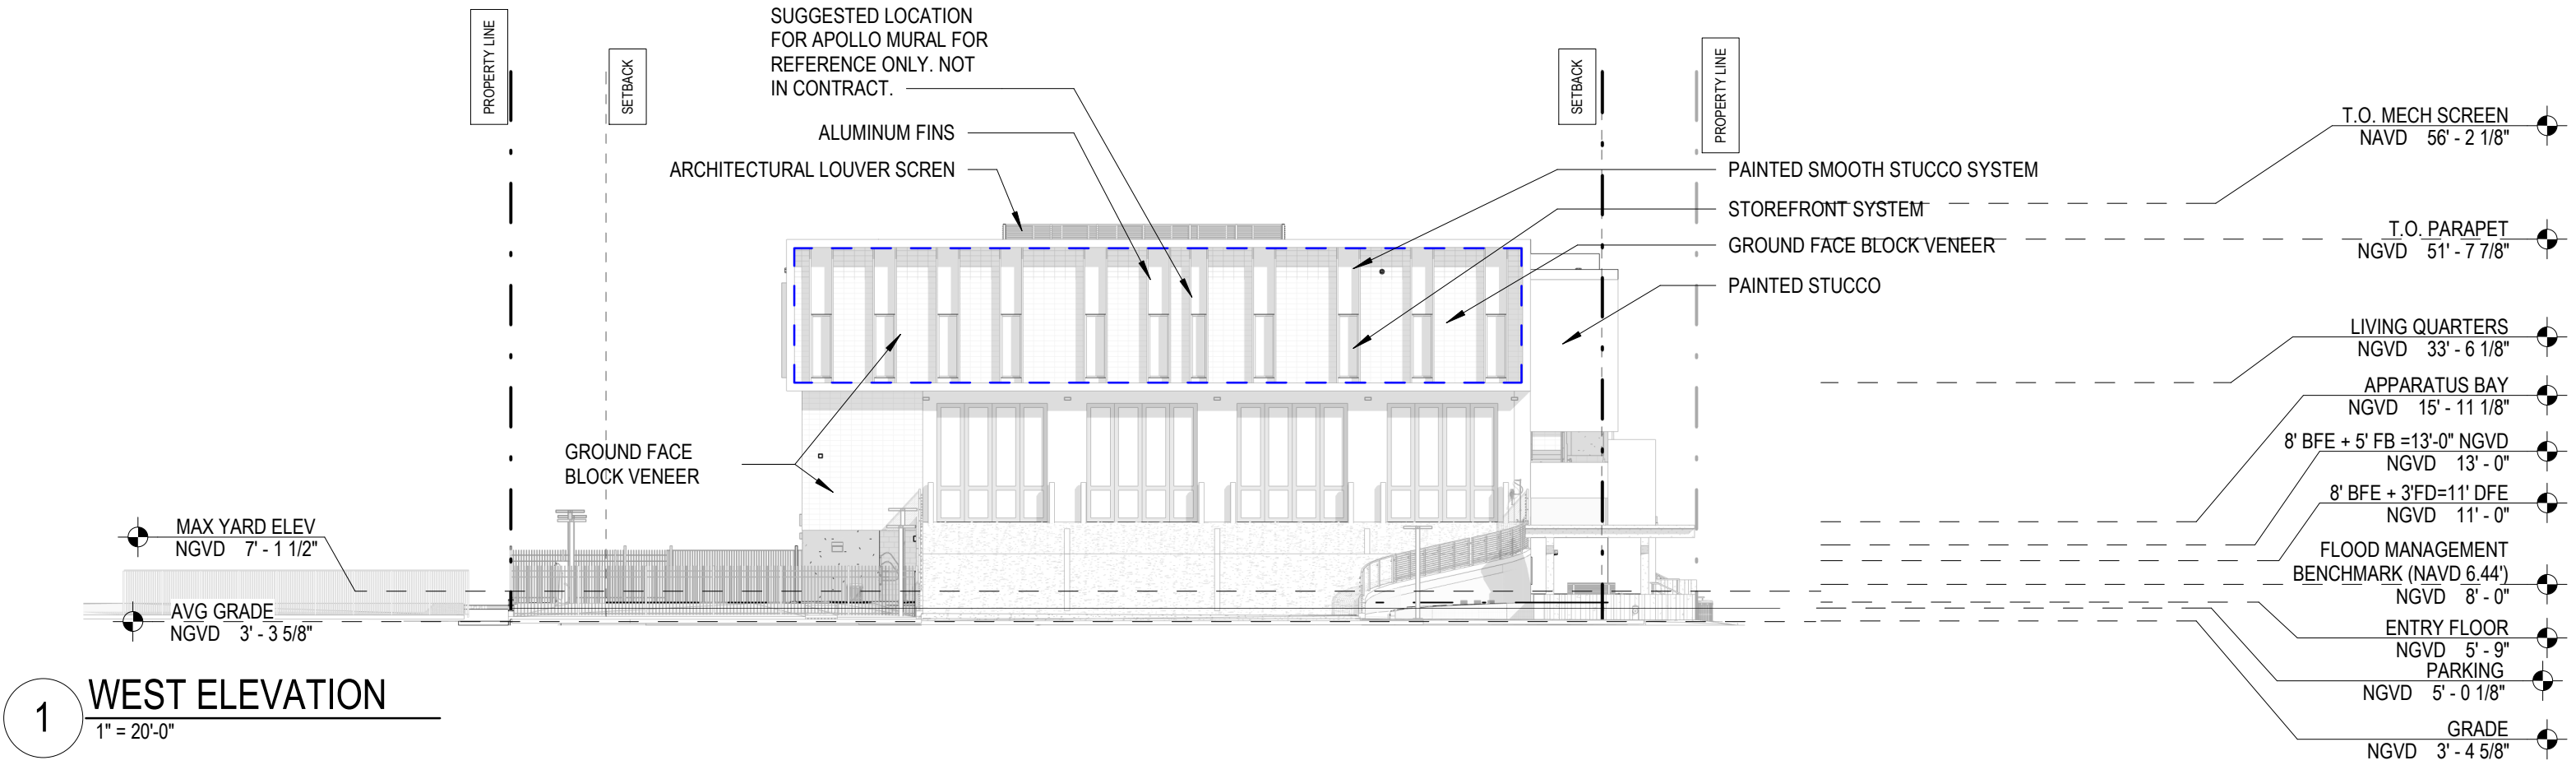 PROPERTY LINE
SETBACK
SUGGESTED LOCATION
FOR APOLLO MURAL FOR
REFERENCE ONLY. NOT
IN CONTRACT.
ALUMINUM FINS
ARCHITECTURAL LOUVER SCREN
SETBACK
PROPERTY LINE
PAINTED SMOOTH STUCCO SYSTEM
STOREFRONT SYSTEM
GROUND FACE BLOCK VENEER
PAINTED STUCCO
GROUND FACE
BLOCK VENEER
MAX YARD ELEV
NGVD 7' - 1 1/2"
AVG GRADE
NGVD 3' - 3 5/8"
T.O. MECH SCREEN
NAVD 56' - 2 1/8"
T.O. PARAPET
NGVD 51' - 7 7/8"
LIVING QUARTERS
NGVD 33' - 6 1/8"
APPARATUS BAY
NGVD 15' - 11 1/8"
8' BFE + 5' FB =13'-0" NGVD
NGVD 13' - 0"
8' BFE + 3'FD=11' DFE
NGVD 11' - 0"
FLOOD MANAGEMENT
BENCHMARK (NAVD 6.44')
NGVD 8' - 0"
ENTRY FLOOR
NGVD 5' - 9"
PARKING
NGVD 5' - 0 1/8"
GRADE
NGVD 3' - 4 5/8"
1
WEST ELEVATION
1" = 20'-0"